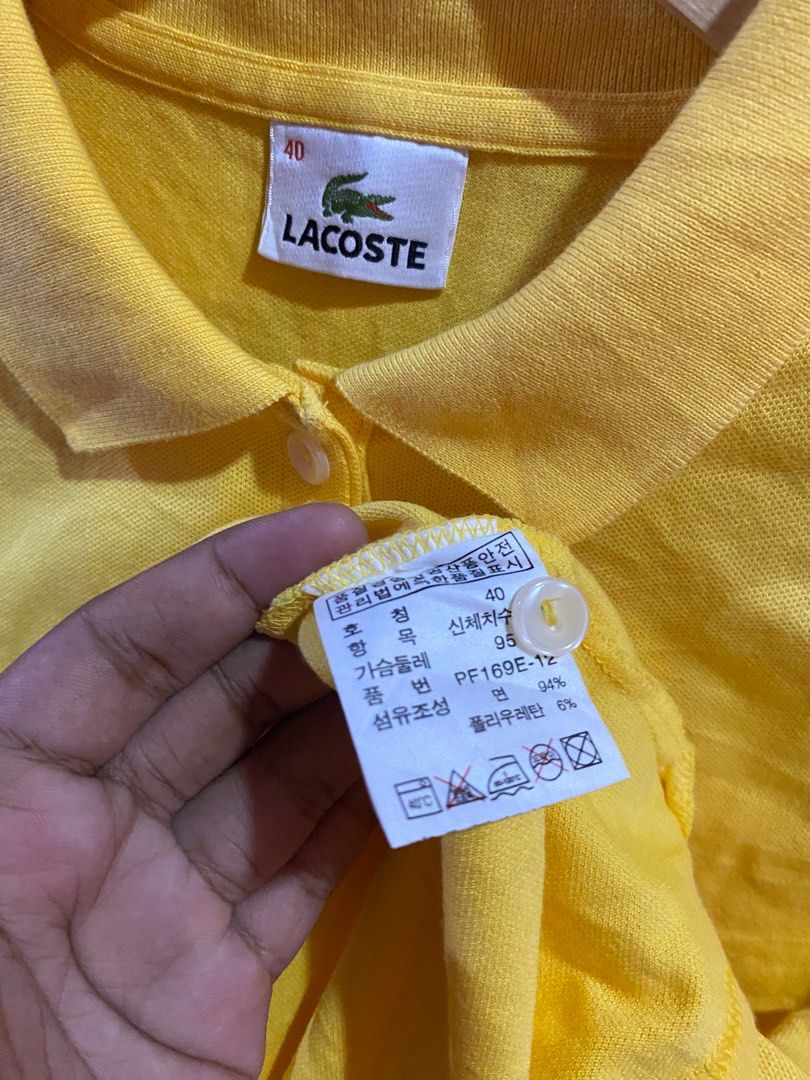 40
LACOSTE
안전
관리법에 의한 품질표시
호 칭 40
항 목 신체치수
가슴둘레 95
품 번 PF169E-12
섬유조성 면 94%
폴리우레탄 6%
40°C